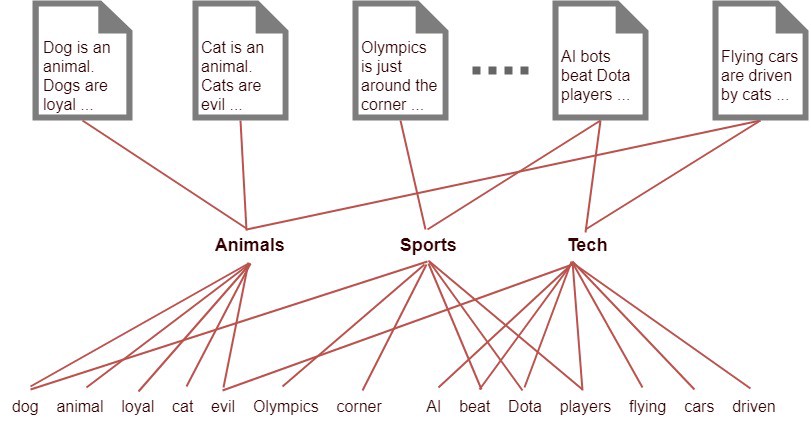 Dog is an
animal.
Dogs are
loyal ...
Cat is an
animal.
Cats are
evil ...
Olympics
is just
around the
corner ...
AI bots
beat Dota
players ...
Flying cars
are driven
by cats ...
Animals Sports Tech
dog animal loyal cat evil Olympics corner AI beat Dota players flying cars driven